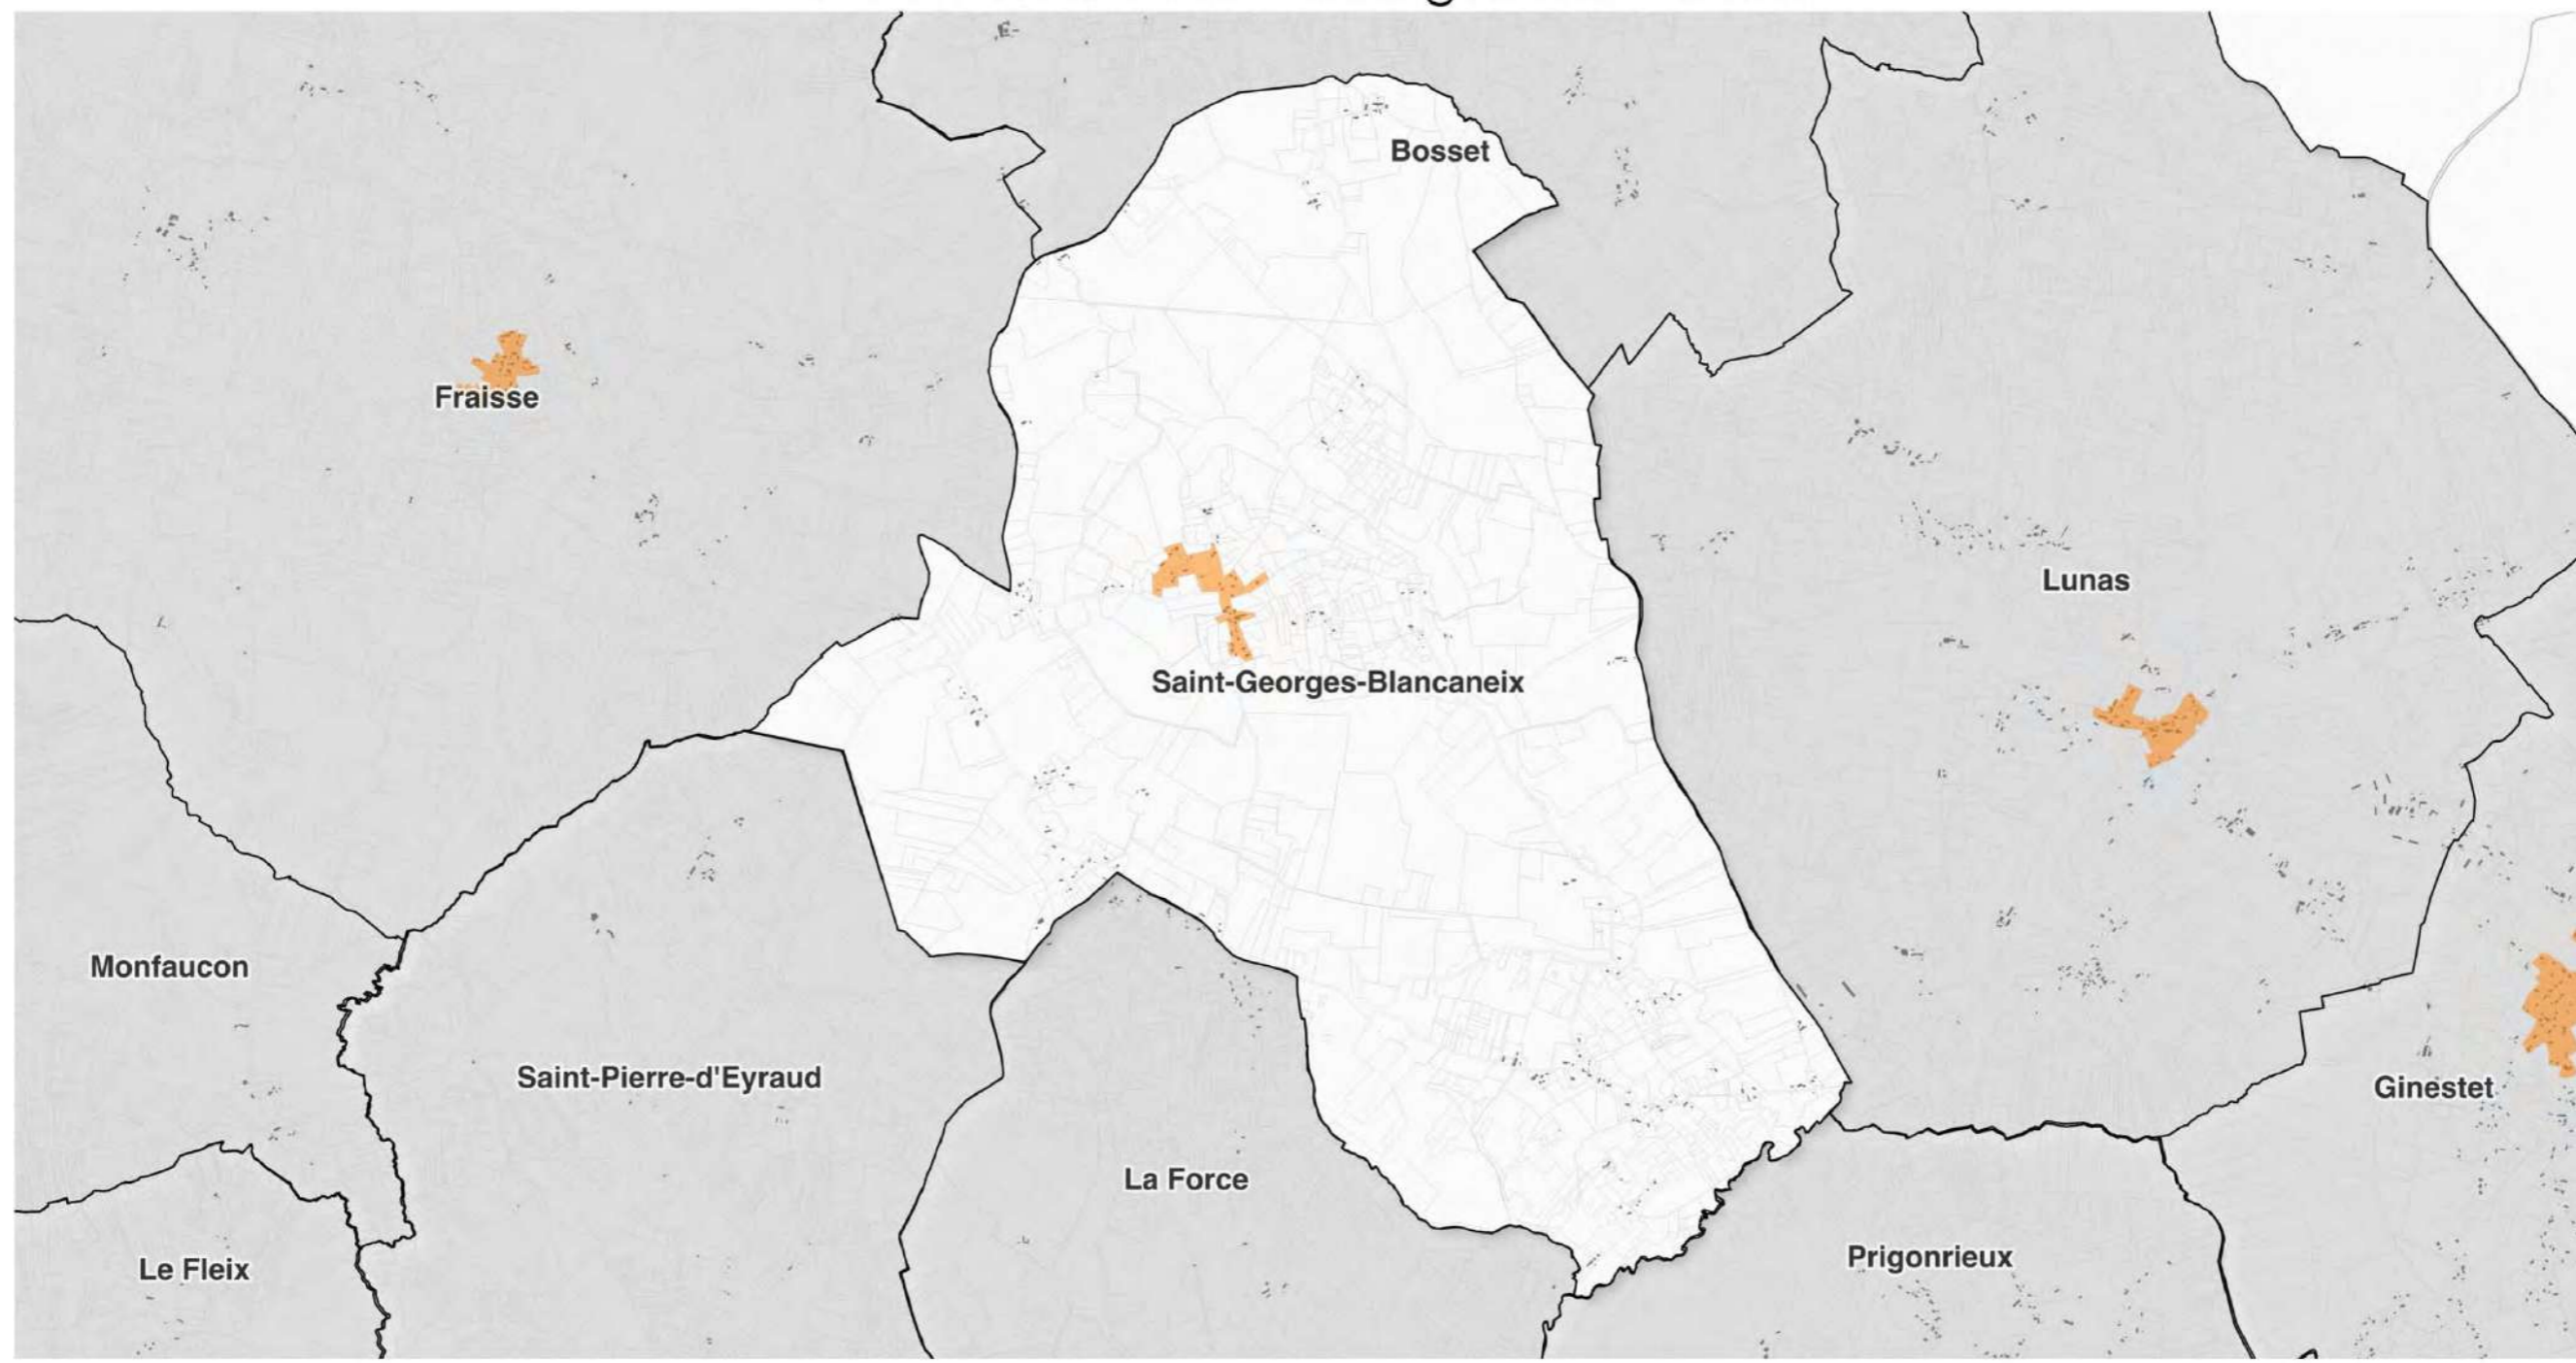 Bosset
Fraisse
Lunas
Saint-Georges-Blancaneix
Monfaucon
Saint-Pierre-d'Eyraud
Ginestet
La Force
Prigonrieux
Le Fleix